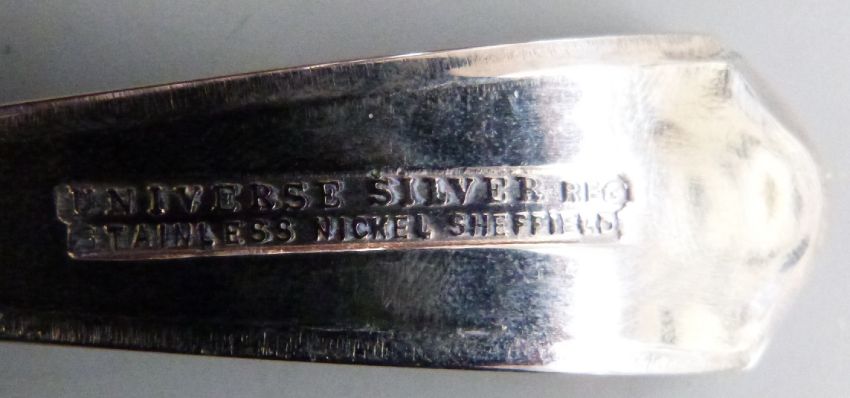 UNIVERSE SILVER REG
STAINLESS NICKEL SHEFFIELD